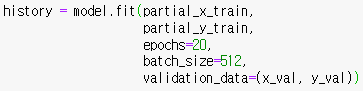 history = model.fit(partial_x_train,
                    partial_y_train,
                    epochs=20,
                    batch_size=512,
                    validation_data=(x_val, y_val))